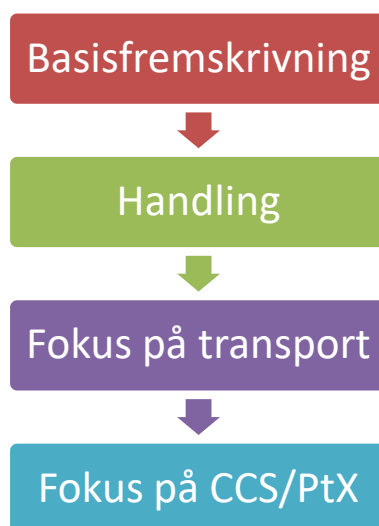 Basisfremskrivning
Handling
Fokus på transport
Fokus på CCS/PtX